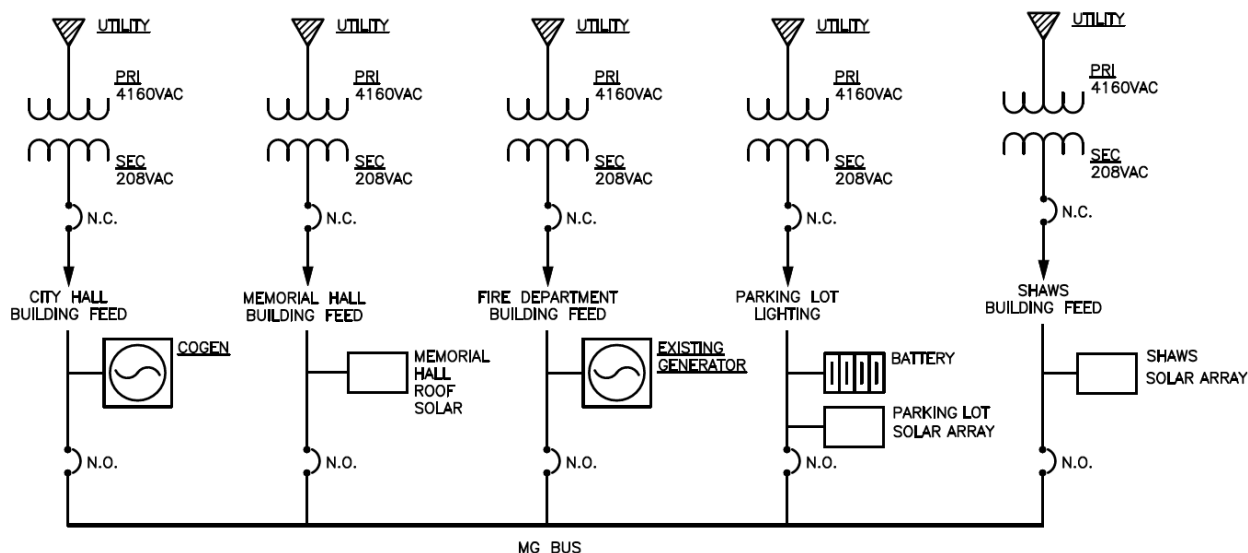 UTILITY
UTILITY
UTILITY
UTILITY
UTILITY
PRI
4160VAC
PRI
4160VAC
PRI
4160VAC
PRI
4160VAC
PRI
4160VAC
SEC
208VAC
SEC
208VAC
SEC
208VAC
SEC
208VAC
SEC
208VAC
N.C.
N.C.
N.C.
N.C.
N.C.
CITY HALL
BUILDING FEED
MEMORIAL HALL
BUILDING FEED
FIRE DEPARTMENT
BUILDING FEED
PARKING LOT
LIGHTING
SHAWS
BUILDING FEED
COGEN
MEMORIAL
HALL
ROOF
SOLAR
EXISTING
GENERATOR
BATTERY
PARKING LOT
SOLAR ARRAY
SHAWS
SOLAR ARRAY
N.O.
N.O.
N.O.
N.O.
N.O.
MG BUS